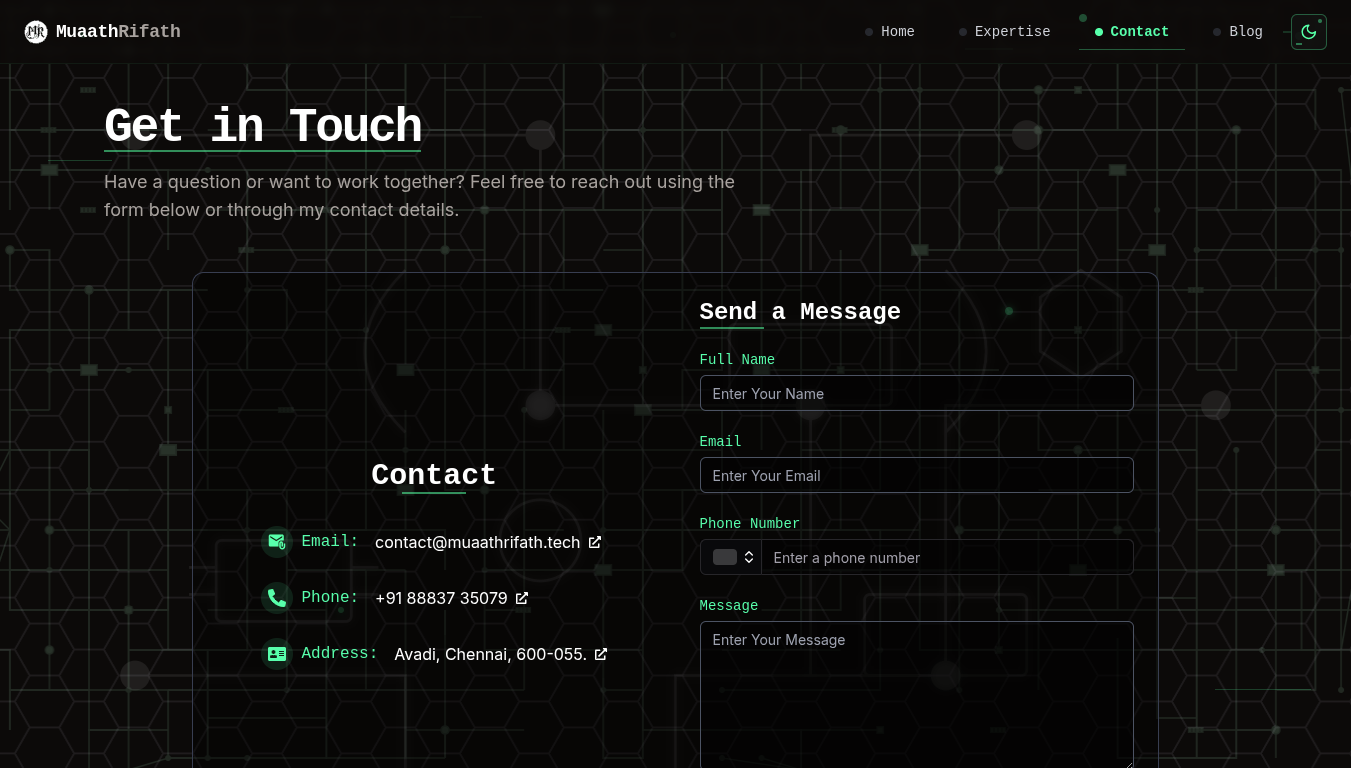 MR MuaathRifath
Home
Expertise
Contact
Blog
Get in Touch
Have a question or want to work together? Feel free to reach out using the
form below or through my contact details.
Contact
Email: contact@muaathrifath.tech
Phone: +91 88837 35079
Address: Avadi, Chennai, 600-055.
Send a Message
Full Name
Enter Your Name
Email
Enter Your Email
Phone Number
Enter a phone number
Message
Enter Your Message